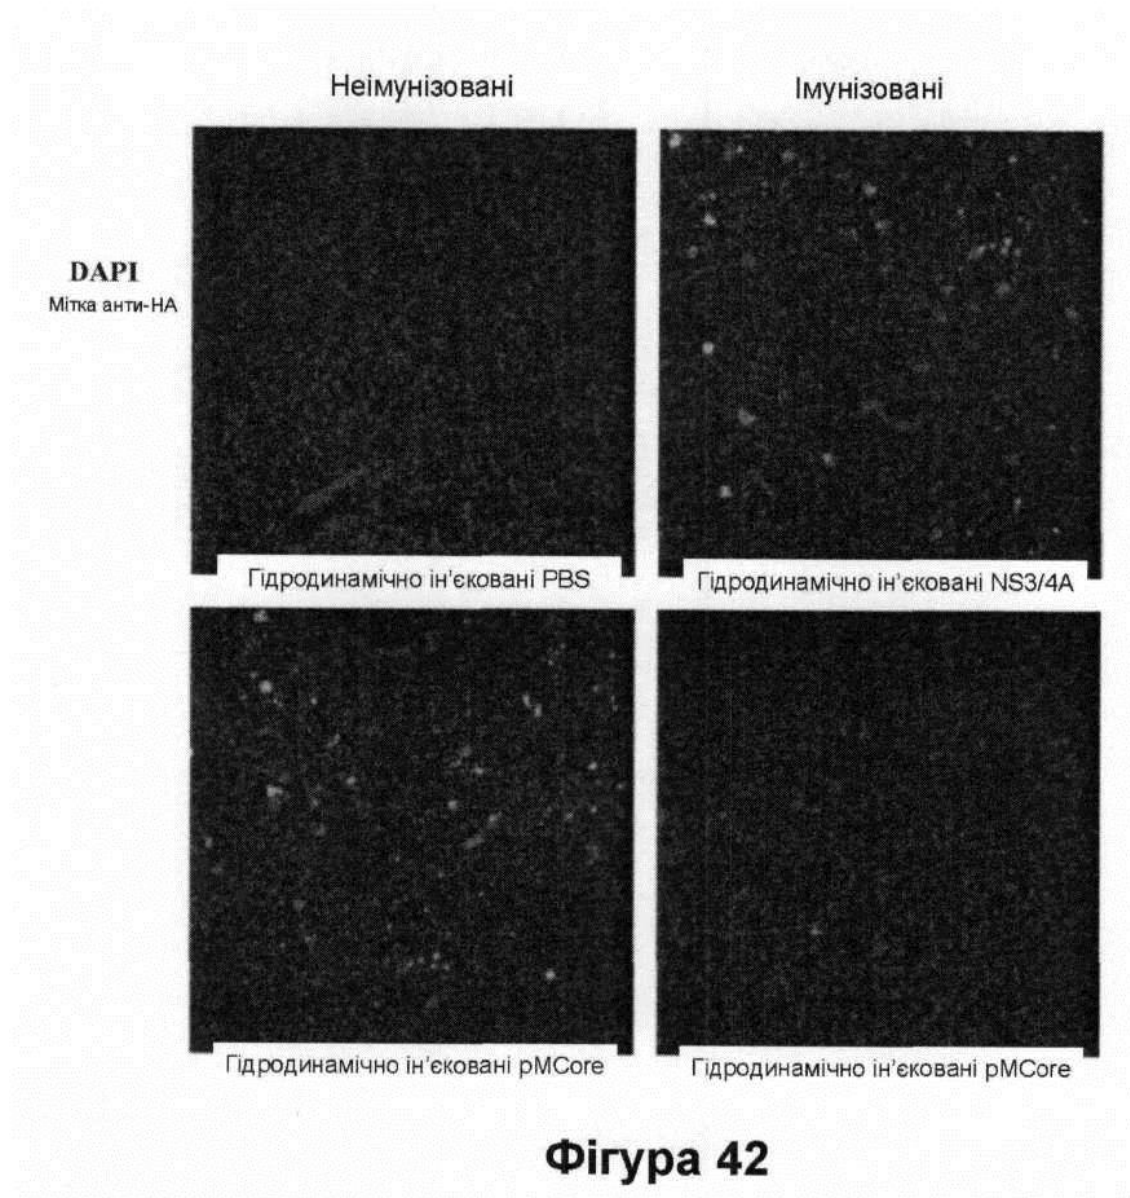 Неімунізовані
Імунізовані
DAPI
Мітка анти-HA
Гідродинамічно ін'єковані PBS
Гідродинамічно ін'єковані NS3/4A
Гідродинамічно ін'єковані pMCore
Гідродинамічно ін'єковані pMCore
Фігура 42